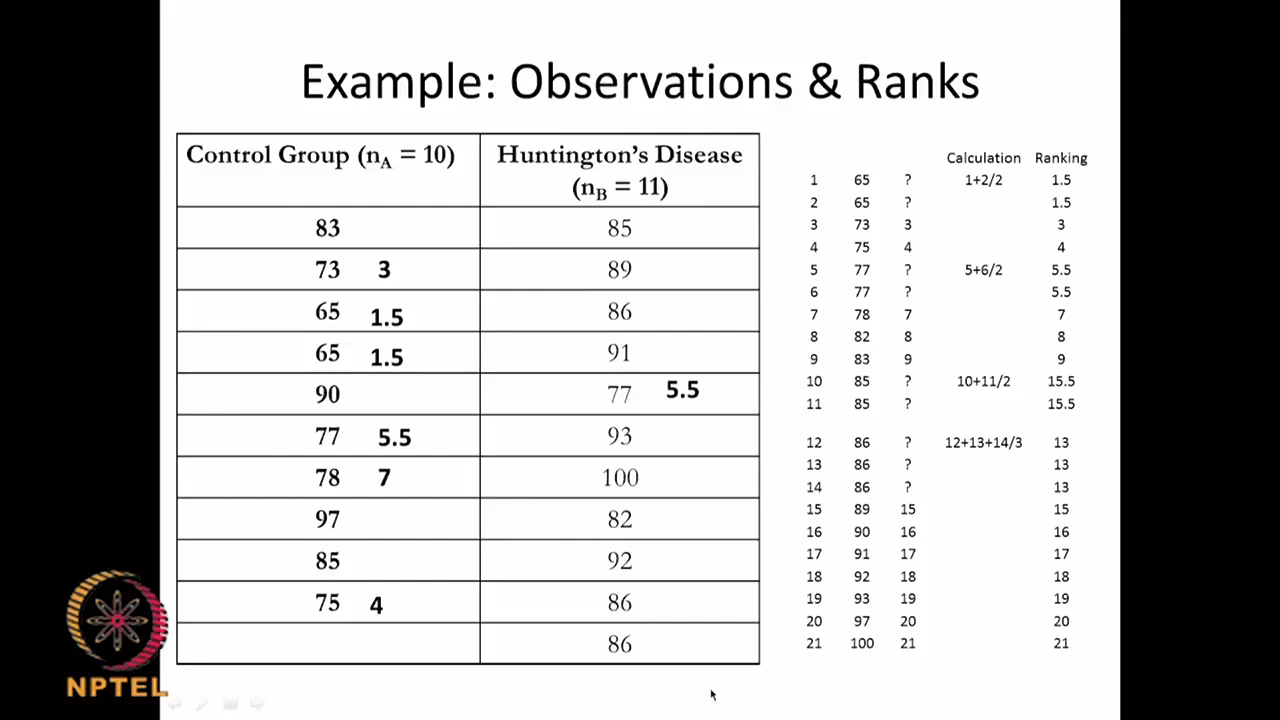 Example: Observations & Ranks
Control Group (nA = 10) Huntington's Disease
(nB = 11)
83 85
73 3 89
65 1.5 86
65 1.5 91
90 77 5.5
77 5.5 93
78 7 100
97 82
85 92
75 4 86
86
Calculation Ranking
1 65 ? 1+2/2 1.5
2 65 ? 1.5
3 73 3 3
4 75 4 4
5 77 ? 5+6/2 5.5
6 77 ? 5.5
7 78 7 7
8 82 8 8
9 83 9 9
10 85 ? 10+11/2 15.5
11 85 ? 15.5
12 86 ? 12+13+14/3 13
13 86 ? 13
14 86 ? 13
15 89 15 15
16 90 16 16
17 91 17 17
18 92 18 18
19 93 19 19
20 97 20 20
21 100 21 21
NPTEL